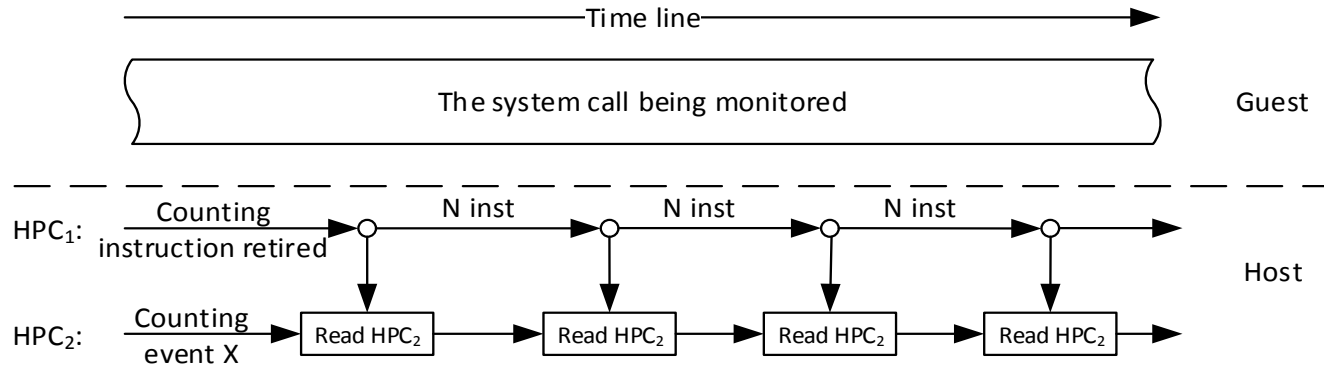 Time line
The system call being monitored
Guest
HPC₁:
Counting
instruction retired
N inst
N inst
N inst
Host
HPC₂:
Counting
event X
Read HPC₂
Read HPC₂
Read HPC₂
Read HPC₂